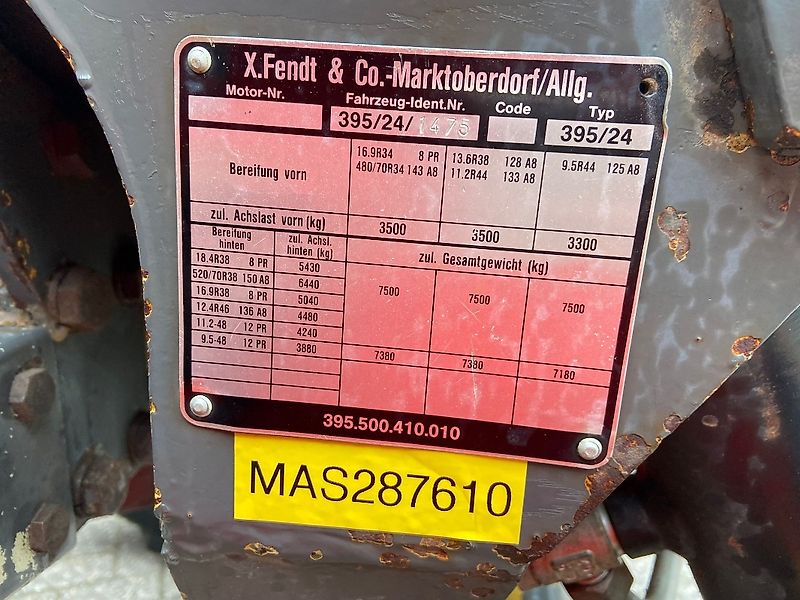 X.Fendt & Co.-Marktoberdorf/Allg.
Motor-Nr. Fahrzeug-Ident.Nr. Code Typ
395/24/1475 395/24
Bereifung vorn
16.9R34 8 PR 13.6R38 128 A8 9.5R44 125 A8
480/70R34 143 A8 11.2R44 133 A8
zul. Achslast vorn (kg) 3500 3500 3300
Bereifung hinten zul. Achsl. hinten (kg) zul. Gesamtgewicht (kg)
18.4R38 8 PR 5430
520/70R38 150 A8 6440 7500 7500 7500
16.9R38 8 PR 5040
12.4R46 136 A8 4480
11.2-48 12 PR 4240
9.5-48 12 PR 3880 7380 7380 7180
395.500.410.010
MAS287610